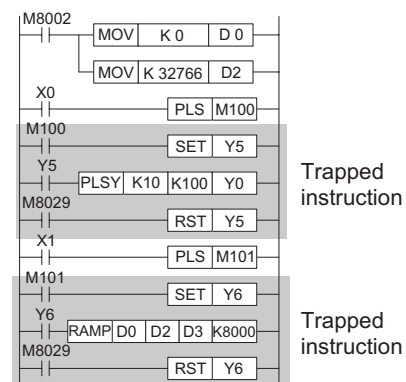 M8002
MOV K 0 D 0
MOV K 32766 D2
X0
PLS M100
M100
SET Y5
Y5
PLSY K10 K100 Y0
M8029
RST Y5
Trapped
instruction
X1
PLS M101
M101
SET Y6
Y6
RAMP D0 D2 D3 K8000
M8029
RST Y6
Trapped
instruction